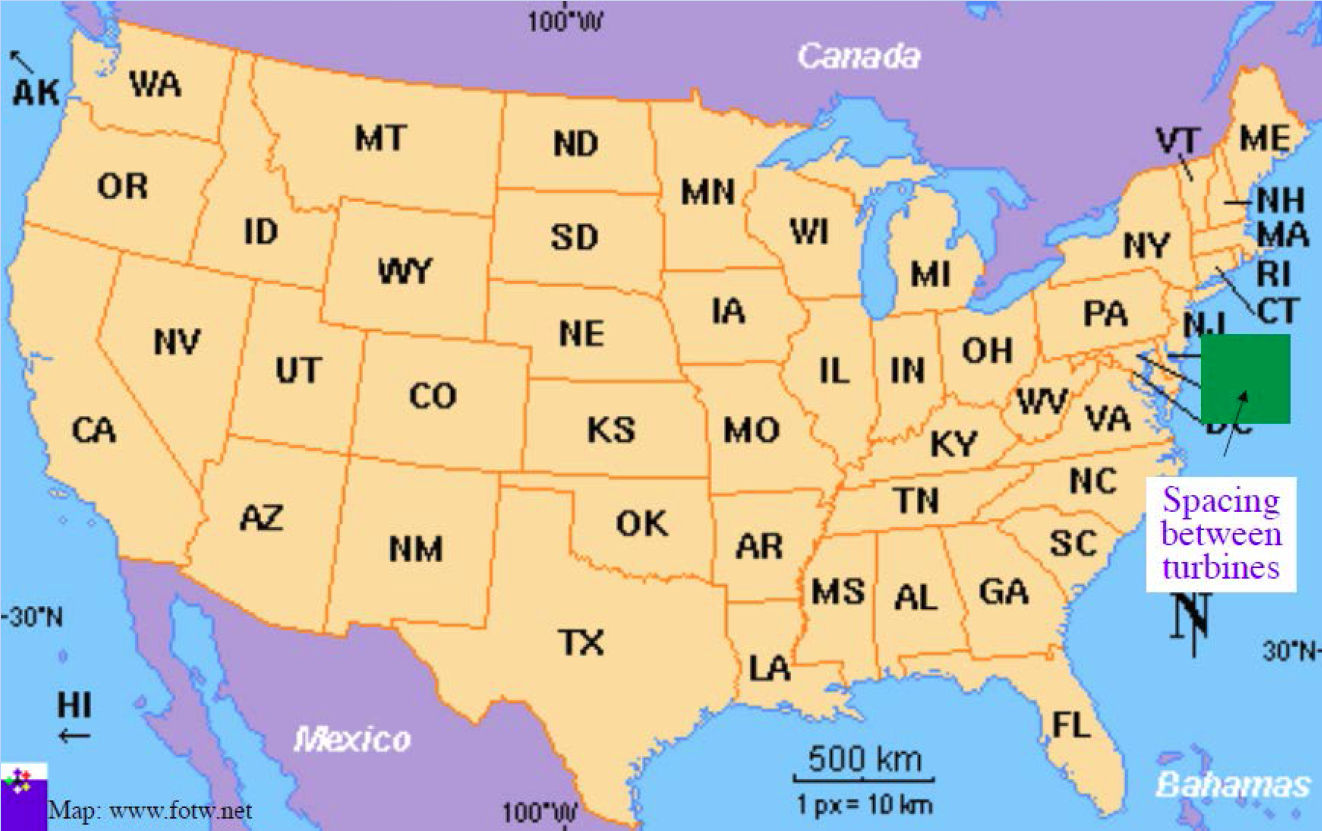 100°W
Canada
AK
WA
MT
ND
MN
VT
ME
OR
ID
SD
WI
NH
WY
MI
NY
MA
RI
IA
CT
NE
PA
NJ
NV
UT
CO
IL
IN
OH
WV
VA
CA
KS
MO
KY
DC
NC
TN
AZ
NM
OK
AR
SC
Spacing
between
turbines
MS
AL
GA
N
30°N
30°N
TX
LA
HI
FL
Mexico
500 km
1 px = 10 km
Bahamas
Map: www.fotw.net
100°W